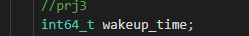 //prj3
int64_t wakeup_time;